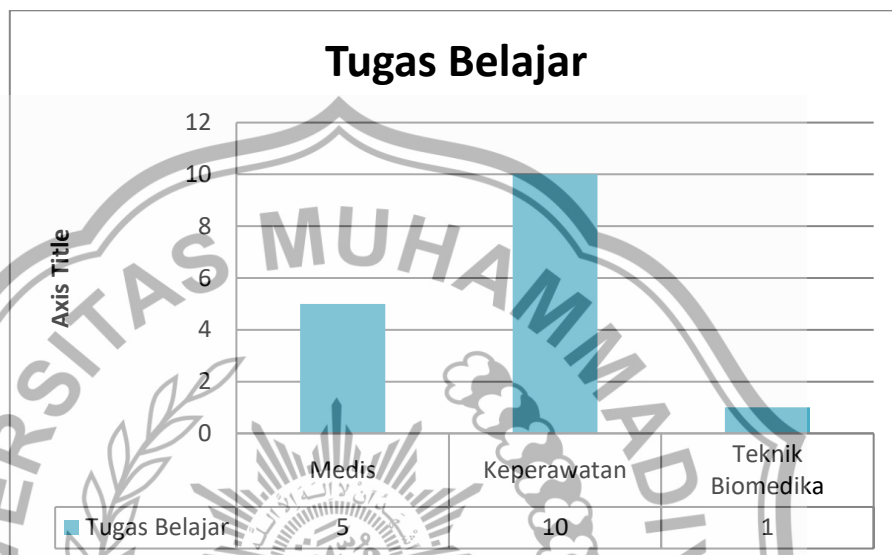 Tugas Belajar
Axis Title
12
10
8
6
4
2
0
Medis Keperawatan Teknik Biomedika
Tugas Belajar 5 10 1
ERSITAS MUHAMMADI